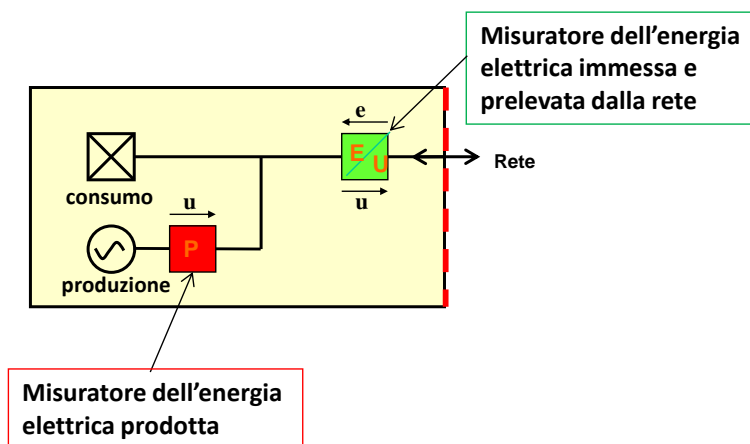 Misuratore dell'energia
elettrica immessa e
prelevata dalla rete
e
E
U
Rete
consumo
u
u
P
produzione
Misuratore dell'energia
elettrica prodotta